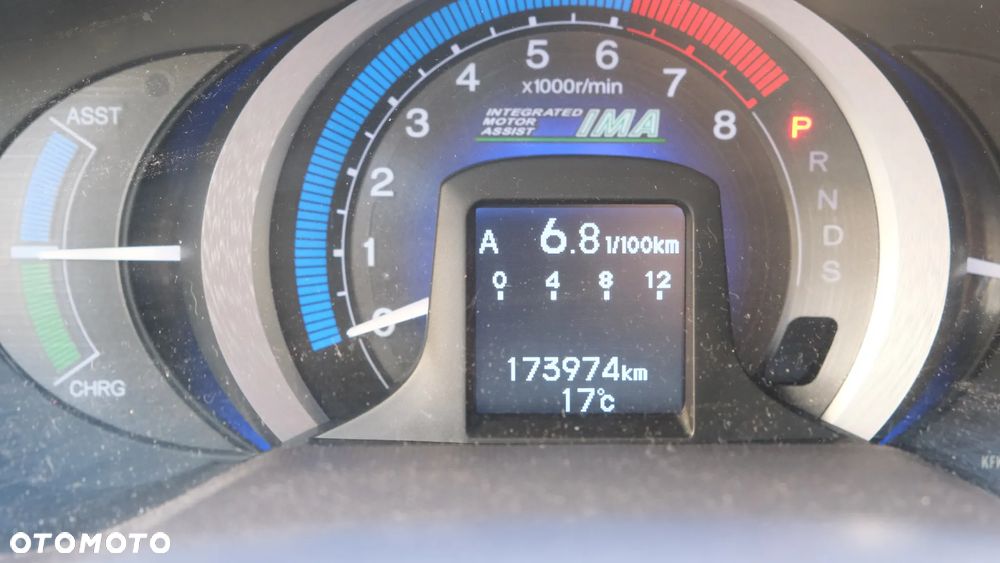 ASST
CHRG
0
1
2
3
4
5
6
7
8
x1000r/min
INTEGRATED
MOTOR
ASSIST
IMA
P
R
N
D
S
A 6.8 l/100km
0 4 8 12
173974km
17°c
OTOMOTO